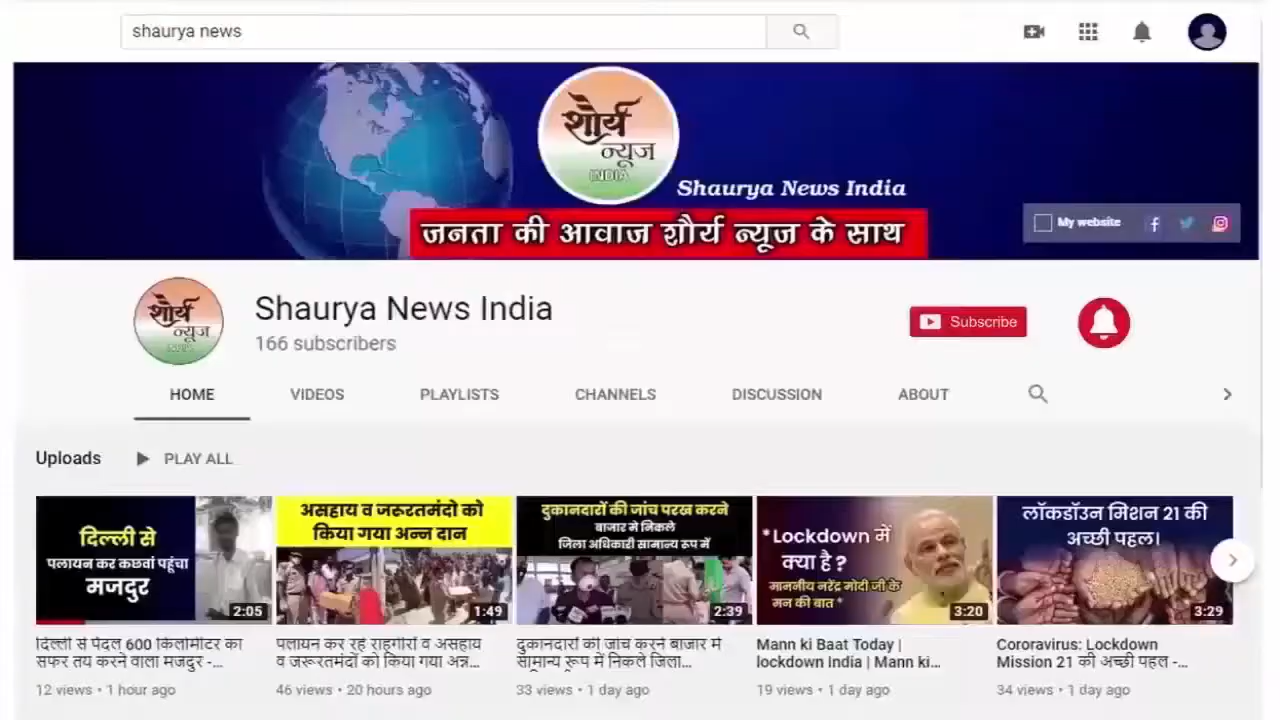 shaurya news
शौर्य
न्यूज
INDIA
Shaurya News India
जनता की आवाज शौर्य न्यूज के साथ
My website
शौर्य
न्यूज
Shaurya News India
166 subscribers
Subscribe
HOME VIDEOS PLAYLISTS CHANNELS DISCUSSION ABOUT
Uploads PLAY ALL
दिल्ली से
पलायन कर कछवां पहूंचा
मजदुर
2:05
असहाय व जरूरतमंदो को
किया गया अन्न दान
1:49
दुकानदारों की जांच परख करने
बाजार मे निकले
जिला अधिकारी सामान्य रूप में
2:39
*Lockdown में
क्या है ?
माननीय नरेंद्र मोदी जी के
मन की बात *
3:20
लॉकडॉउन मिशन 21 की
अच्छी पहल।
3:29
दिल्ली से पैदल 600 किलोमीटर का
सफर तय करने वाला मजदुर -...
12 views • 1 hour ago
पलायन कर रहे राहगीरों व असहाय
व जरूरतमंदों को किया गया अन्न...
46 views • 20 hours ago
दुकानदारों की जांच करने बाजार में
सामान्य रूप में निकले जिला...
33 views • 1 day ago
Mann ki Baat Today |
lockdown India | Mann ki...
19 views • 1 day ago
Cororavirus: Lockdown
Mission 21 की अच्छी पहल -...
34 views • 1 day ago